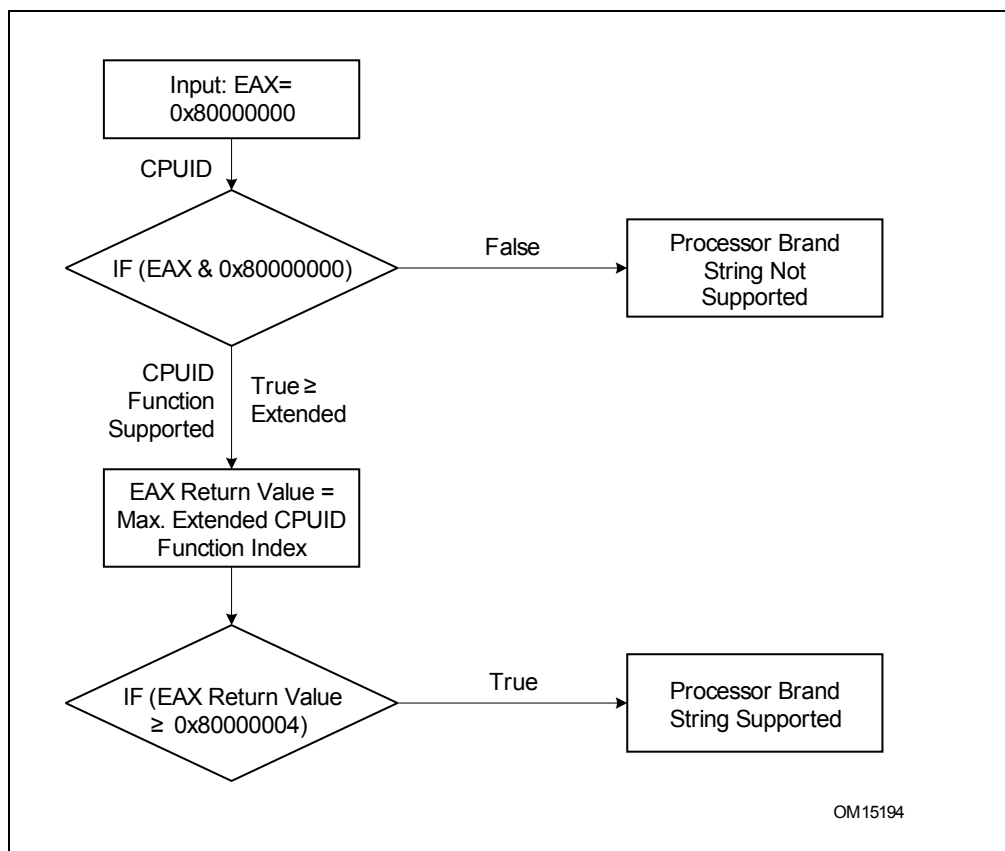 Input: EAX=
0x80000000
CPUID
IF (EAX & 0x80000000)
False
Processor Brand
String Not
Supported
CPUID
Function
Supported
True ≥
Extended
EAX Return Value =
Max. Extended CPUID
Function Index
IF (EAX Return Value
≥ 0x80000004)
True
Processor Brand
String Supported
OM15194